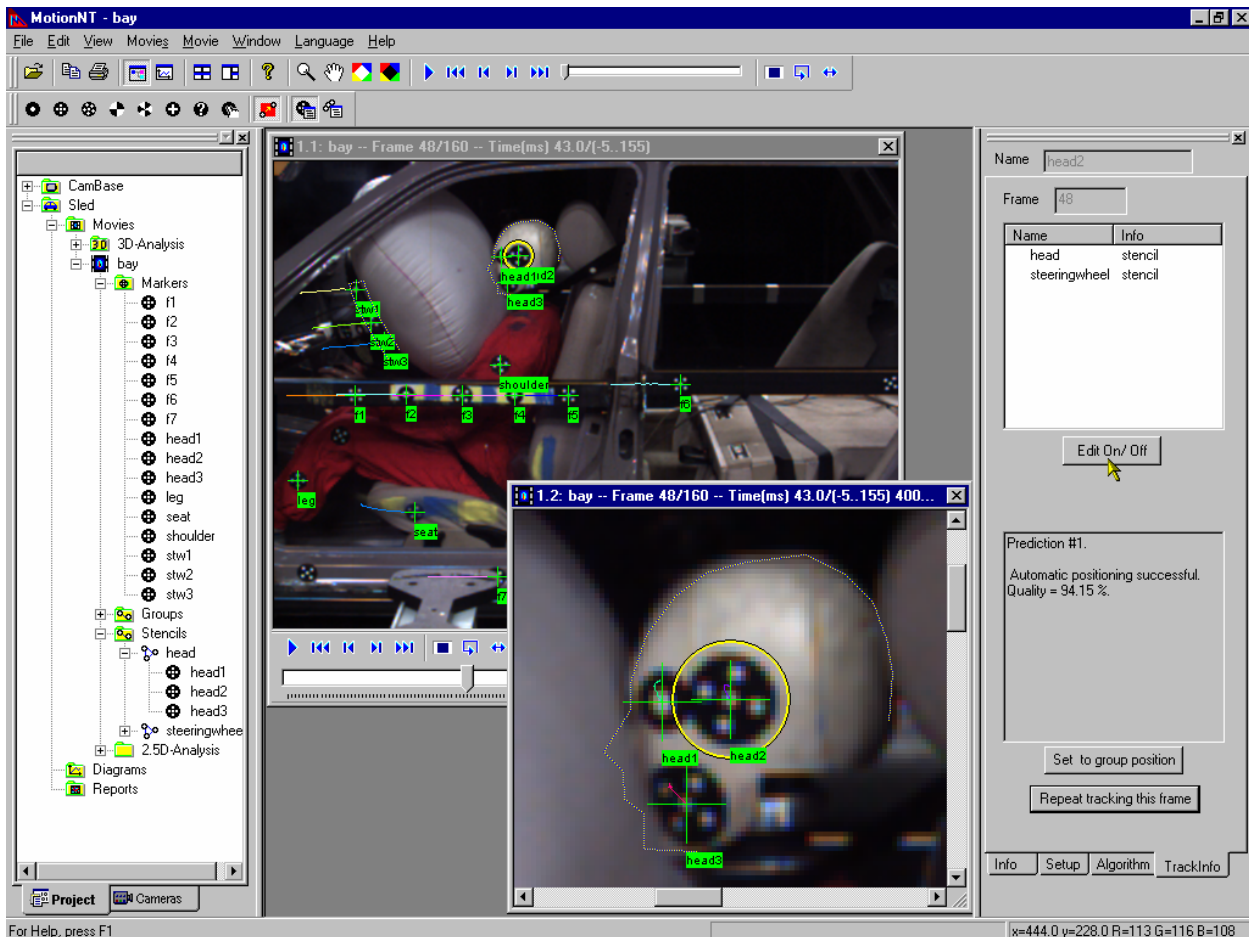 MotionNT - bay
File Edit View Movies Movie Window Language Help
CamBase
Sled
Movies
3D-Analysis
bay
Markers
f1
f2
f3
f4
f5
f6
f7
head1
head2
head3
leg
seat
shoulder
stw1
stw2
stw3
Groups
Stencils
head
head1
head2
head3
steeringwhee
2.5D-Analysis
Diagrams
Reports
Project Cameras
1.1: bay -- Frame 48/160 -- Time(ms) 43.0/(-5..155)
head1 d2
head3
stw1
stw2
stw3
shoulder
f1 f2 f3 f4 f5 f6
leg
seat
f7
1.2: bay -- Frame 48/160 -- Time(ms) 43.0/(-5..155) 400...
head1 head2
head3
Name head2
Frame 48
Name Info
head stencil
steeringwheel stencil
Edit On/ Off
Prediction #1.
Automatic positioning successful.
Quality = 94.15 %.
Set to group position
Repeat tracking this frame
Info Setup Algorithm TrackInfo
For Help, press F1
x=444.0 y=228.0 R=113 G=116 B=108